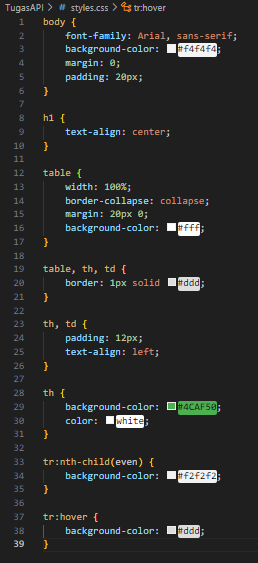 TugasAPI > # styles.css > tr:hover
1 body {
2     font-family: Arial, sans-serif;
3     background-color: #f4f4f4;
4     margin: 0;
5     padding: 20px;
6 }
7
8 h1 {
9     text-align: center;
10 }
11
12 table {
13     width: 100%;
14     border-collapse: collapse;
15     margin: 20px 0;
16     background-color: #fff;
17 }
18
19 table, th, td {
20     border: 1px solid #ddd;
21 }
22
23 th, td {
24     padding: 12px;
25     text-align: left;
26 }
27
28 th {
29     background-color: #4CAF50;
30     color: white;
31 }
32
33 tr:nth-child(even) {
34     background-color: #f2f2f2;
35 }
36
37 tr:hover {
38     background-color: #ddd;
39 }